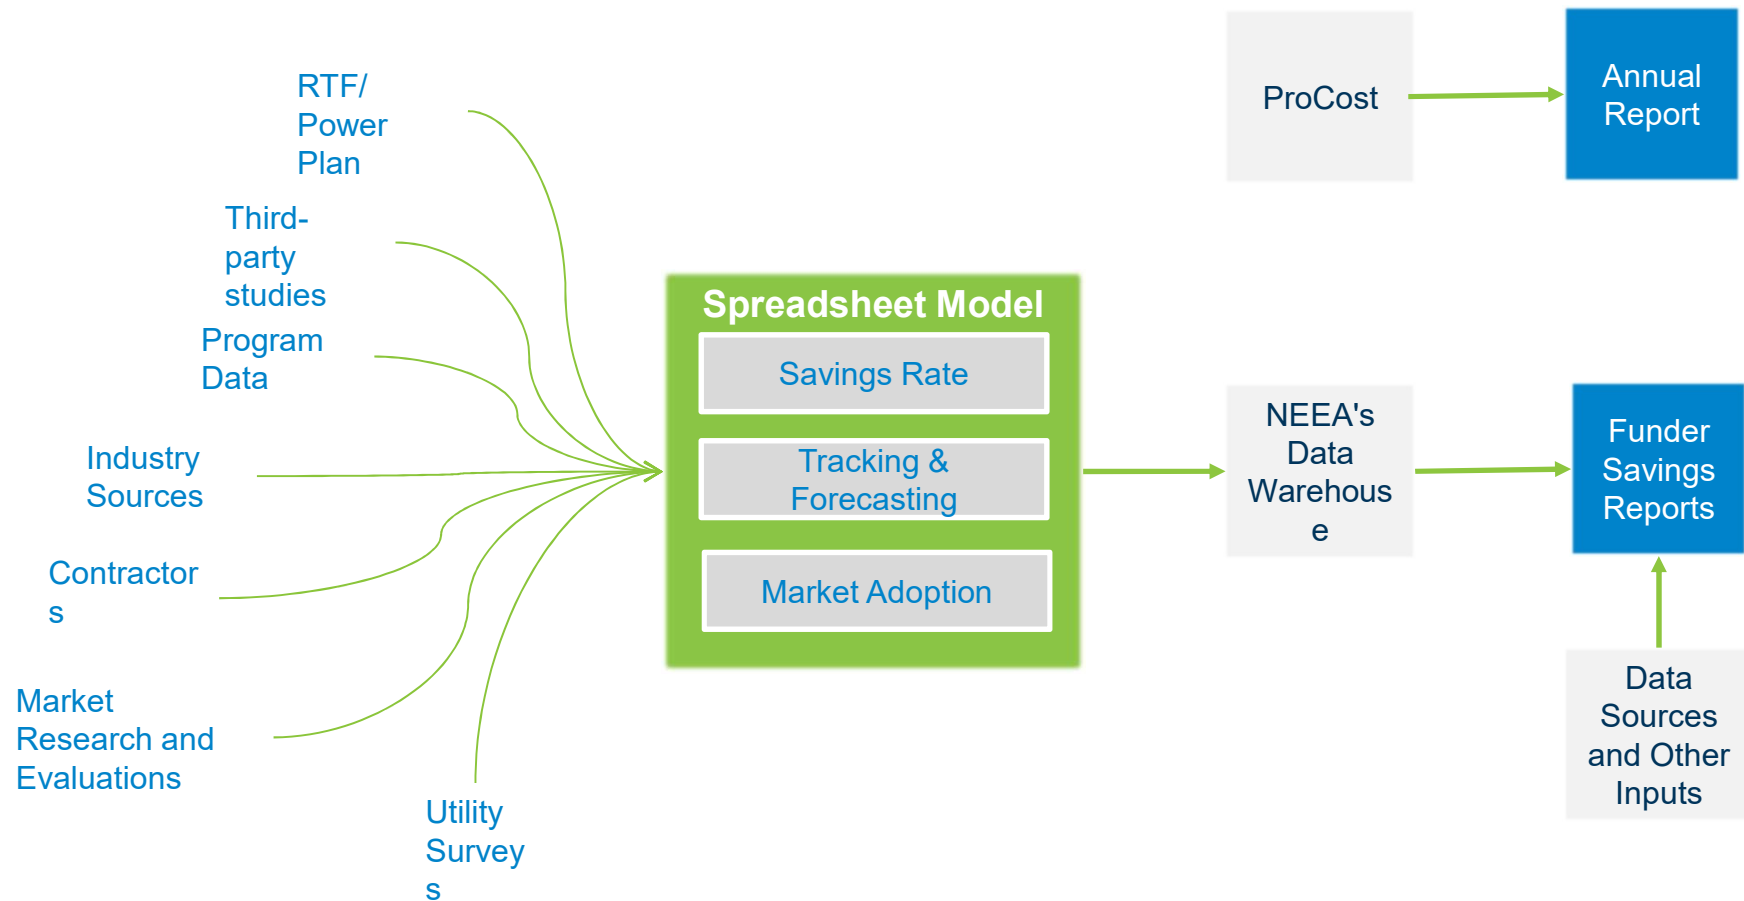 RTF/
Power
Plan
Third-
party
studies
Program
Data
Industry
Sources
Contractor
s
Market
Research and
Evaluations
Utility
Survey
s
Spreadsheet Model
Savings Rate
Tracking &
Forecasting
Market Adoption
ProCost
Annual
Report
NEEA's
Data
Warehous
e
Funder
Savings
Reports
Data
Sources
and Other
Inputs